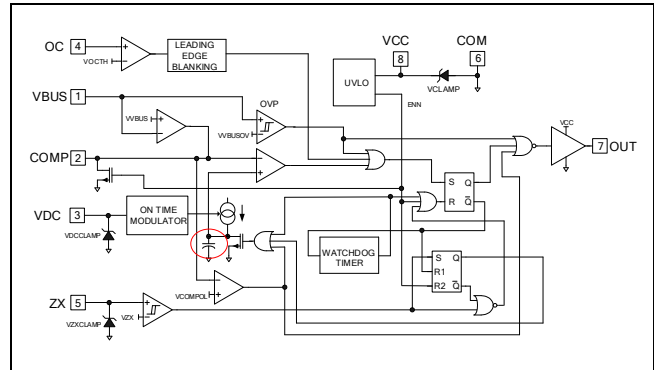 OC 4
VOCTH
LEADING
EDGE
BLANKING
VCC
8
COM
6
UVLO
VCLAMP
ENN
VBUS 1
VVBUS
OVP
VVBUSOV
VCC
7 OUT
COMP 2
S Q
R Q
VDC 3
VDCCLAMP
ON TIME
MODULATOR
WATCHDOG
TIMER
S Q
R1
R2 Q
VCOMPOL
ZX 5
VZXCLAMP
VZX